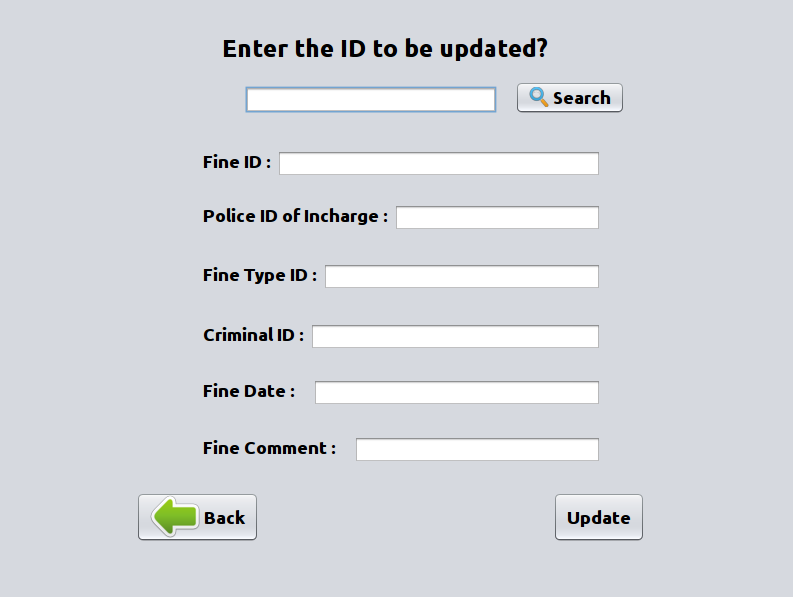 Enter the ID to be updated?
Search
Fine ID :
Police ID of Incharge :
Fine Type ID :
Criminal ID :
Fine Date :
Fine Comment :
Back
Update